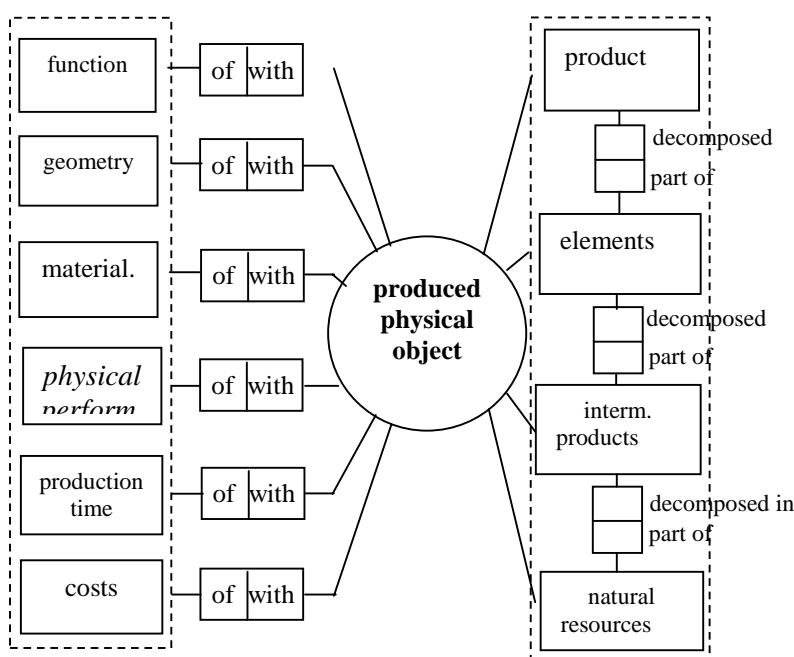 function
of with
geometry
of with
material.
of with
physical
perform
of with
production
time
of with
costs
of with
produced
physical
object
product
decomposed
part of
elements
decomposed
part of
interm.
products
decomposed in
part of
natural
resources